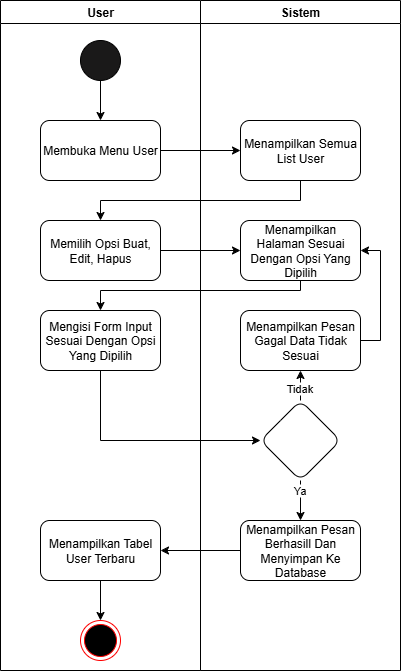 User
Sistem
Membuka Menu User
Menampilkan Semua
List User
Memilih Opsi Buat,
Edit, Hapus
Menampilkan
Halaman Sesuai
Dengan Opsi Yang
Dipilih
Mengisi Form Input
Sesuai Dengan Opsi
Yang Dipilih
Menampilkan Pesan
Gagal Data Tidak
Sesuai
Tidak
Ya
Menampilkan Pesan
Berhasill Dan
Menyimpan Ke
Database
Menampilkan Tabel
User Terbaru